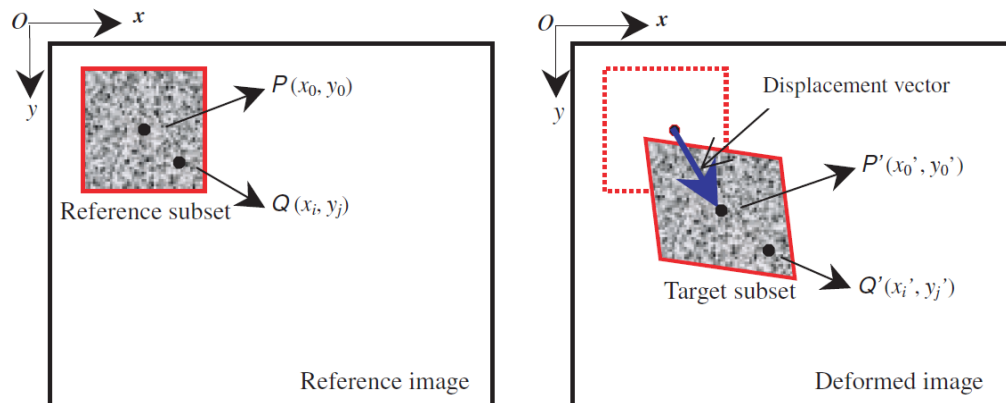 O x
y
P (x₀, y₀)
Reference subset
Q (xᵢ, yⱼ)
Reference image
O x
y
Displacement vector
P' (x₀', y₀')
Target subset
Q' (xᵢ', yⱼ')
Deformed image